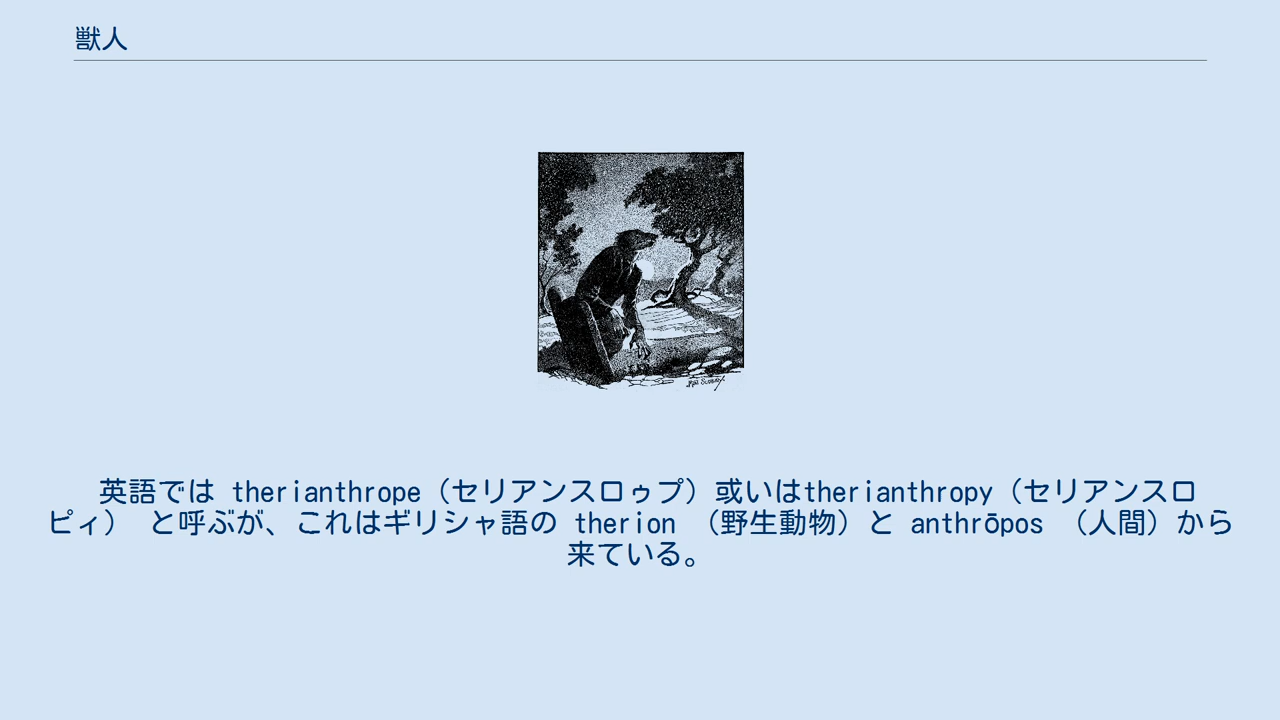 獣人
英語では therianthrope（セリアンスロゥプ）或いはtherianthropy（セリアンスロ
ピィ） と呼ぶが、これはギリシャ語の therion （野生動物）と anthrōpos （人間）から
来ている。